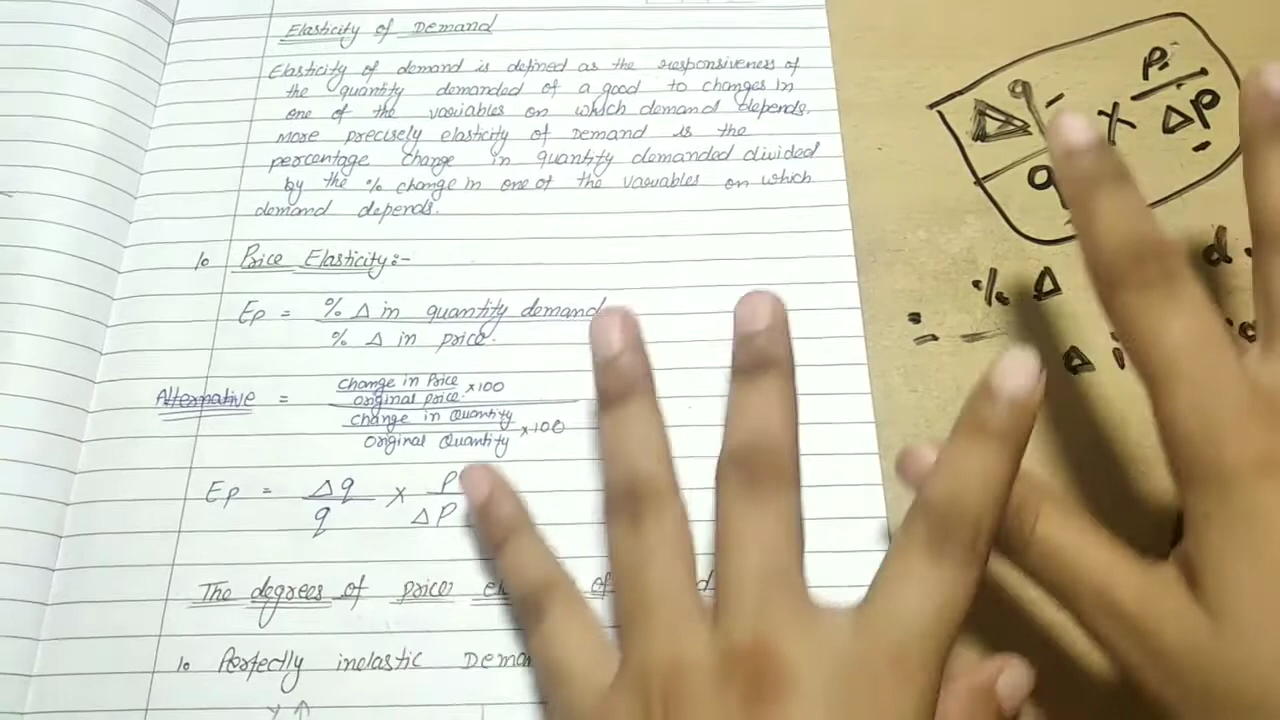 Elasticity of Demand
Elasticity of demand is defined as the responsiveness of
the quantity demanded of a good to changes in
one of the variables on which demand depends.
more precisely elasticity of Demand is the
percentage change in quantity demanded divided
by the % change in one of the variables on which
demand depends.
1. Price Elasticity:-
Ep = % Δ in quantity demand
% Δ in price.
Alternative = Change in Price ×100
original price.
Change in Quantity ×100
Original Quantity
Ep = Δq × P
q ΔP
The degrees of price of
1. Perfectly inelastic
Y ↑
Δq × P
q ΔP
= % Δ
Δ
d